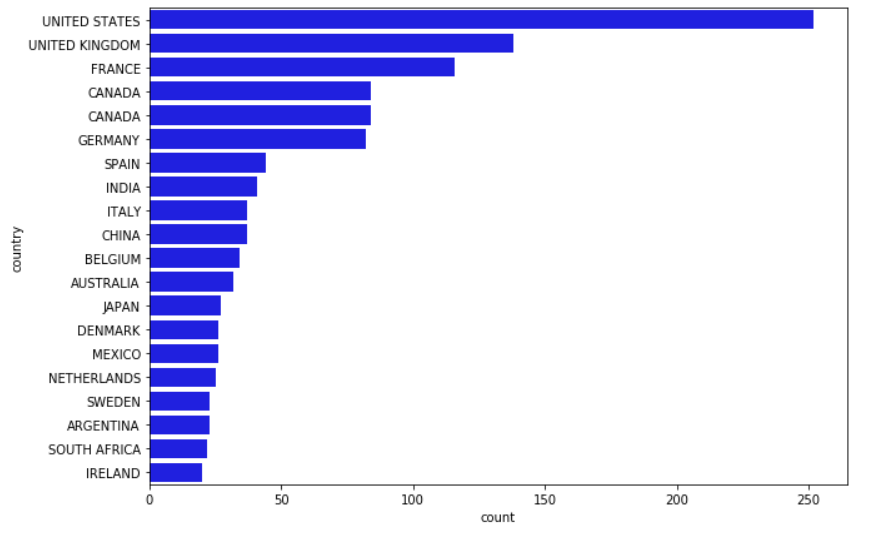 UNITED STATES
UNITED KINGDOM
FRANCE
CANADA
CANADA
GERMANY
SPAIN
INDIA
ITALY
CHINA
BELGIUM
AUSTRALIA
JAPAN
DENMARK
MEXICO
NETHERLANDS
SWEDEN
ARGENTINA
SOUTH AFRICA
IRELAND
country
0 50 100 150 200 250
count